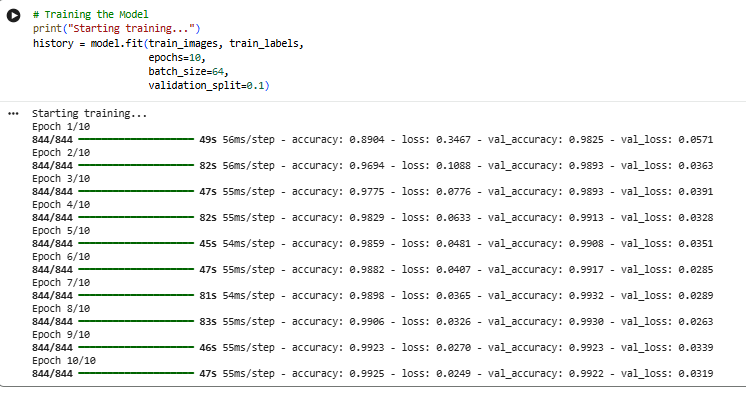 # Training the Model
print("Starting training...")
history = model.fit(train_images, train_labels,
epochs=10,
batch_size=64,
validation_split=0.1)
Starting training...
Epoch 1/10
844/844 49s 56ms/step - accuracy: 0.8904 - loss: 0.3467 - val_accuracy: 0.9825 - val_loss: 0.0571
Epoch 2/10
844/844 82s 56ms/step - accuracy: 0.9694 - loss: 0.1088 - val_accuracy: 0.9893 - val_loss: 0.0363
Epoch 3/10
844/844 47s 55ms/step - accuracy: 0.9775 - loss: 0.0776 - val_accuracy: 0.9893 - val_loss: 0.0391
Epoch 4/10
844/844 82s 55ms/step - accuracy: 0.9829 - loss: 0.0633 - val_accuracy: 0.9913 - val_loss: 0.0328
Epoch 5/10
844/844 45s 54ms/step - accuracy: 0.9859 - loss: 0.0481 - val_accuracy: 0.9908 - val_loss: 0.0351
Epoch 6/10
844/844 47s 55ms/step - accuracy: 0.9882 - loss: 0.0407 - val_accuracy: 0.9917 - val_loss: 0.0285
Epoch 7/10
844/844 81s 54ms/step - accuracy: 0.9898 - loss: 0.0365 - val_accuracy: 0.9932 - val_loss: 0.0289
Epoch 8/10
844/844 83s 55ms/step - accuracy: 0.9906 - loss: 0.0326 - val_accuracy: 0.9930 - val_loss: 0.0263
Epoch 9/10
844/844 46s 55ms/step - accuracy: 0.9923 - loss: 0.0270 - val_accuracy: 0.9923 - val_loss: 0.0339
Epoch 10/10
844/844 47s 55ms/step - accuracy: 0.9925 - loss: 0.0249 - val_accuracy: 0.9922 - val_loss: 0.0319